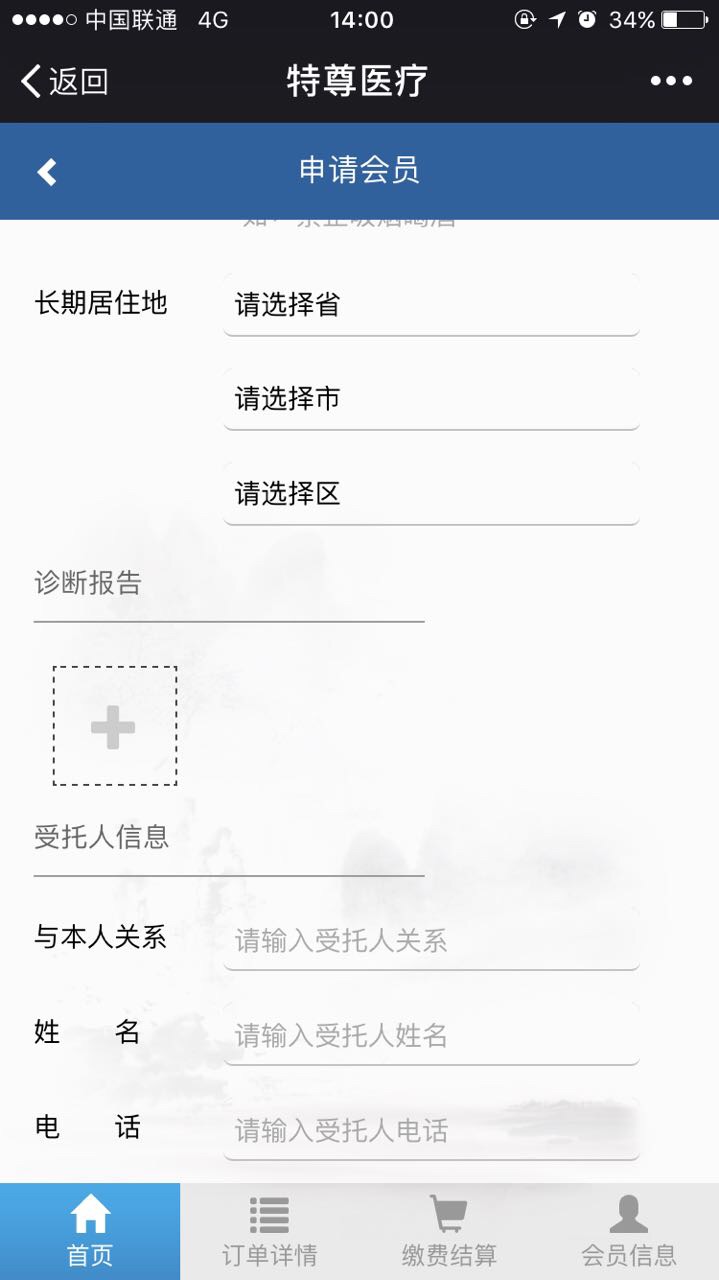 中国联通 4G 14:00 34%
返回 特尊医疗
申请会员
长期居住地 请选择省
请选择市
请选择区
诊断报告
受托人信息
与本人关系 请输入受托人关系
姓 名 请输入受托人姓名
电 话 请输入受托人电话
首页 订单详情 缴费结算 会员信息